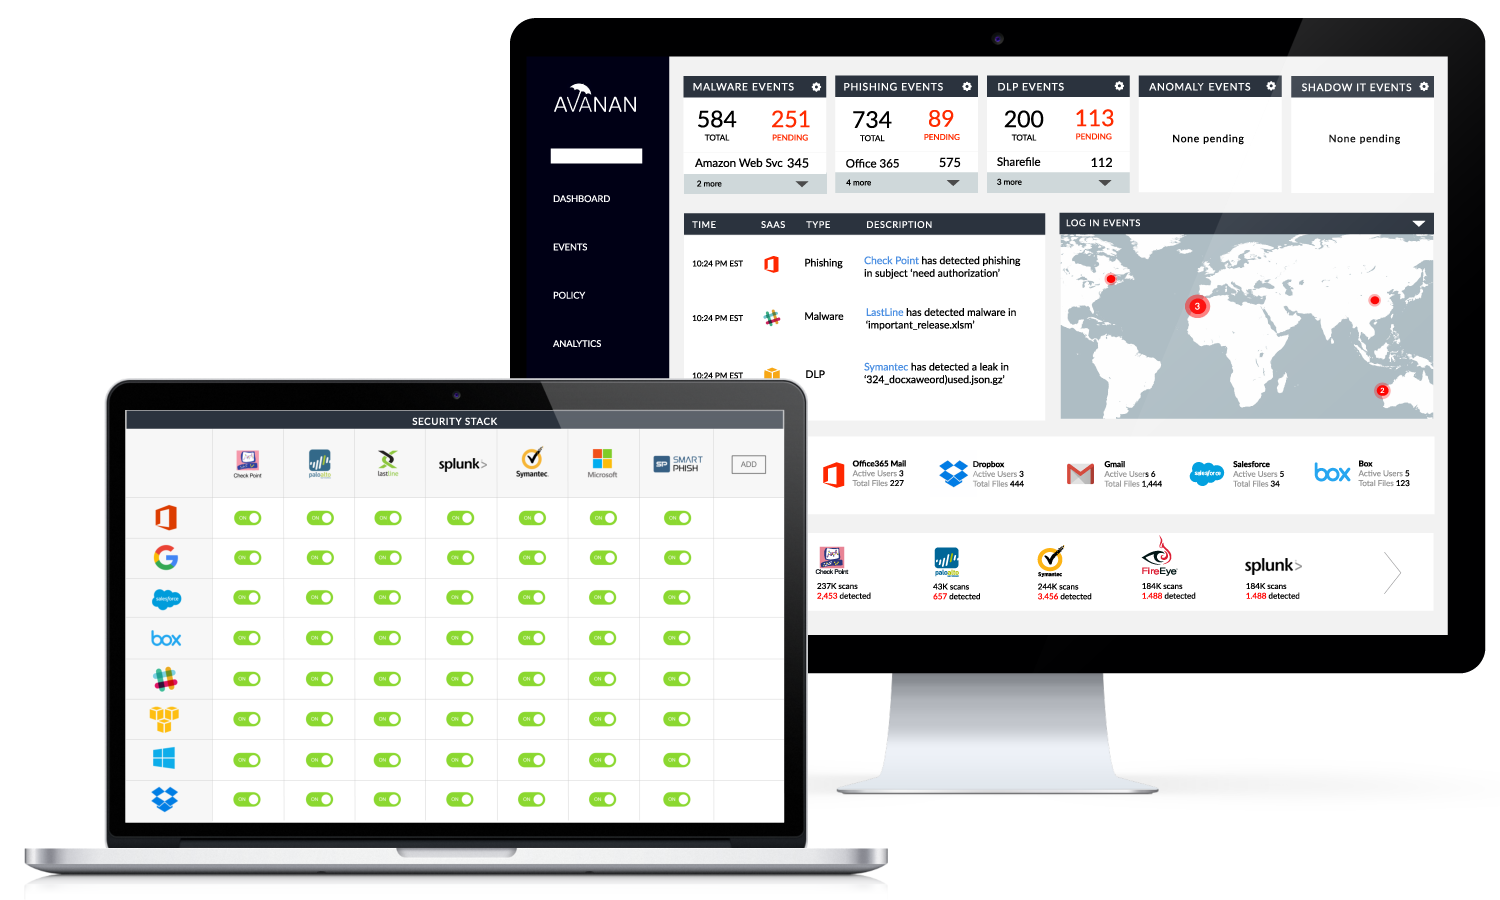 AVANAN
DASHBOARD
EVENTS
POLICY
ANALYTICS
MALWARE EVENTS
584
TOTAL
251
PENDING
Amazon Web Svc 345
2 more
PHISHING EVENTS
734
TOTAL
89
PENDING
Office 365 575
4 more
DLP EVENTS
200
TOTAL
113
PENDING
Sharefile 112
3 more
ANOMALY EVENTS
None pending
SHADOW IT EVENTS
None pending
TIME SAAS TYPE DESCRIPTION
10:24 PM EST Phishing Check Point has detected phishing
in subject ‘need authorization’
10:24 PM EST Malware LastLine has detected malware in
‘important_release.xlsm’
10:24 PM EST DLP Symantec has detected a leak in
‘324_docxaweord)used.json.gz’
LOG IN EVENTS
3
2
Office365 Mail
Active Users 3
Total Files 227
Dropbox
Active Users 3
Total Files 444
Gmail
Active Users 6
Total Files 1,444
salesforce
Salesforce
Active Users 5
Total Files 34
box
Box
Active Users 5
Total Files 123
Check Point
237K scans
2,453 detected
43K scans
657 detected
Symantec
244K scans
3.456 detected
FireEye
184K scans
1.488 detected
splunk>
184K scans
1.488 detected
SECURITY STACK
Check Point
lastline
splunk>
Symantec.
Microsoft
SP SMART
PHISH
ADD
ON ON ON ON ON ON ON
ON ON ON ON ON ON ON
salesforce ON ON ON ON ON ON ON
box ON ON ON ON ON ON ON
ON ON ON ON ON ON ON
ON ON ON ON ON ON ON
ON ON ON ON ON ON ON
ON ON ON ON ON ON ON